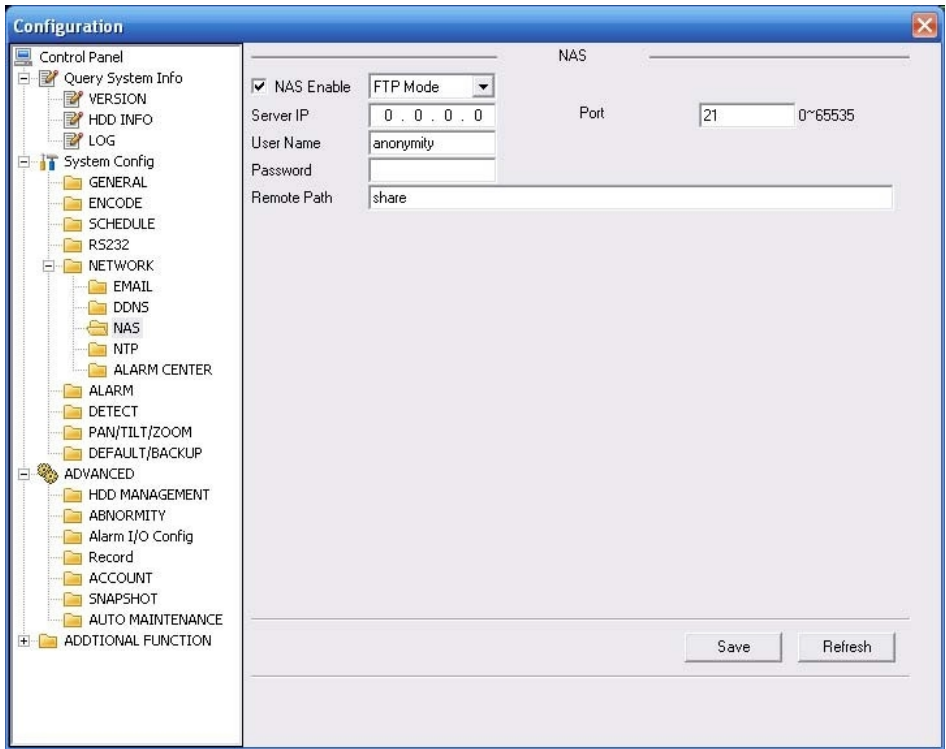 Configuration
Control Panel
Query System Info
VERSION
HDD INFO
LOG
System Config
GENERAL
ENCODE
SCHEDULE
RS232
NETWORK
EMAIL
DDNS
NAS
NTP
ALARM CENTER
ALARM
DETECT
PAN/TILT/ZOOM
DEFAULT/BACKUP
ADVANCED
HDD MANAGEMENT
ABNORMITY
Alarm I/O Config
Record
ACCOUNT
SNAPSHOT
AUTO MAINTENANCE
ADDTIONAL FUNCTION
NAS
NAS Enable FTP Mode
Server IP 0 . 0 . 0 . 0 Port 21 0~65535
User Name anonymity
Password
Remote Path share
Save Refresh